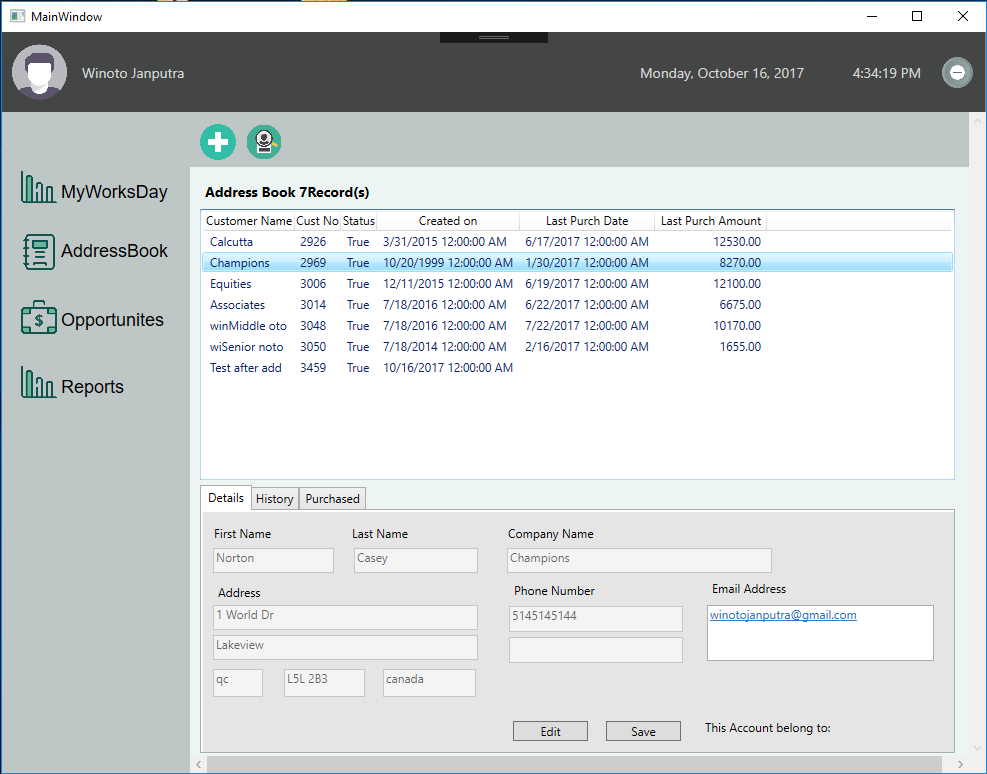 MainWindow
Winoto Janputra
Monday, October 16, 2017 4:34:19 PM
MyWorksDay
AddressBook
$
Opportunites
Reports
Address Book 7Record(s)
Customer Name Cust No Status Created on Last Purch Date Last Purch Amount
Calcutta 2926 True 3/31/2015 12:00:00 AM 6/17/2017 12:00:00 AM 12530.00
Champions 2969 True 10/20/1999 12:00:00 AM 1/30/2017 12:00:00 AM 8270.00
Equities 3006 True 12/11/2015 12:00:00 AM 6/19/2017 12:00:00 AM 12100.00
Associates 3014 True 7/18/2016 12:00:00 AM 6/22/2017 12:00:00 AM 6675.00
winMiddle oto 3048 True 7/18/2016 12:00:00 AM 7/22/2017 12:00:00 AM 10170.00
wiSenior noto 3050 True 7/18/2014 12:00:00 AM 2/16/2017 12:00:00 AM 1655.00
Test after add 3459 True 10/16/2017 12:00:00 AM
Details History Purchased
First Name Last Name Company Name
Norton Casey Champions
Address Phone Number Email Address
1 World Dr 5145145144 winotojanputra@gmail.com
Lakeview
qc L5L 2B3 canada
Edit Save This Account belong to: